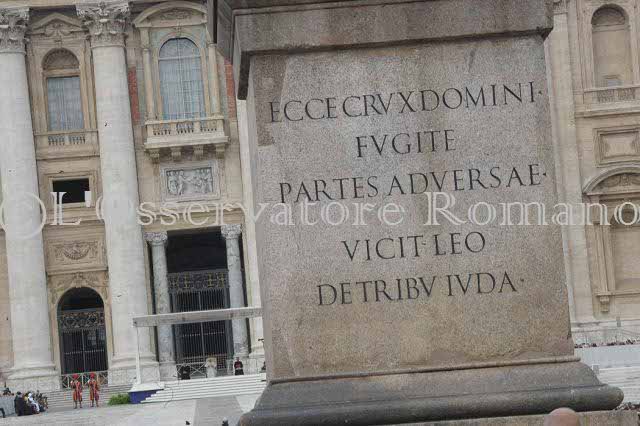 ECCE CRVX DOMINI·
FVGITE
PARTES ADVERSAE·
© L'Osservatore Romano
VICIT·LEO
DE TRIBV IVDA·